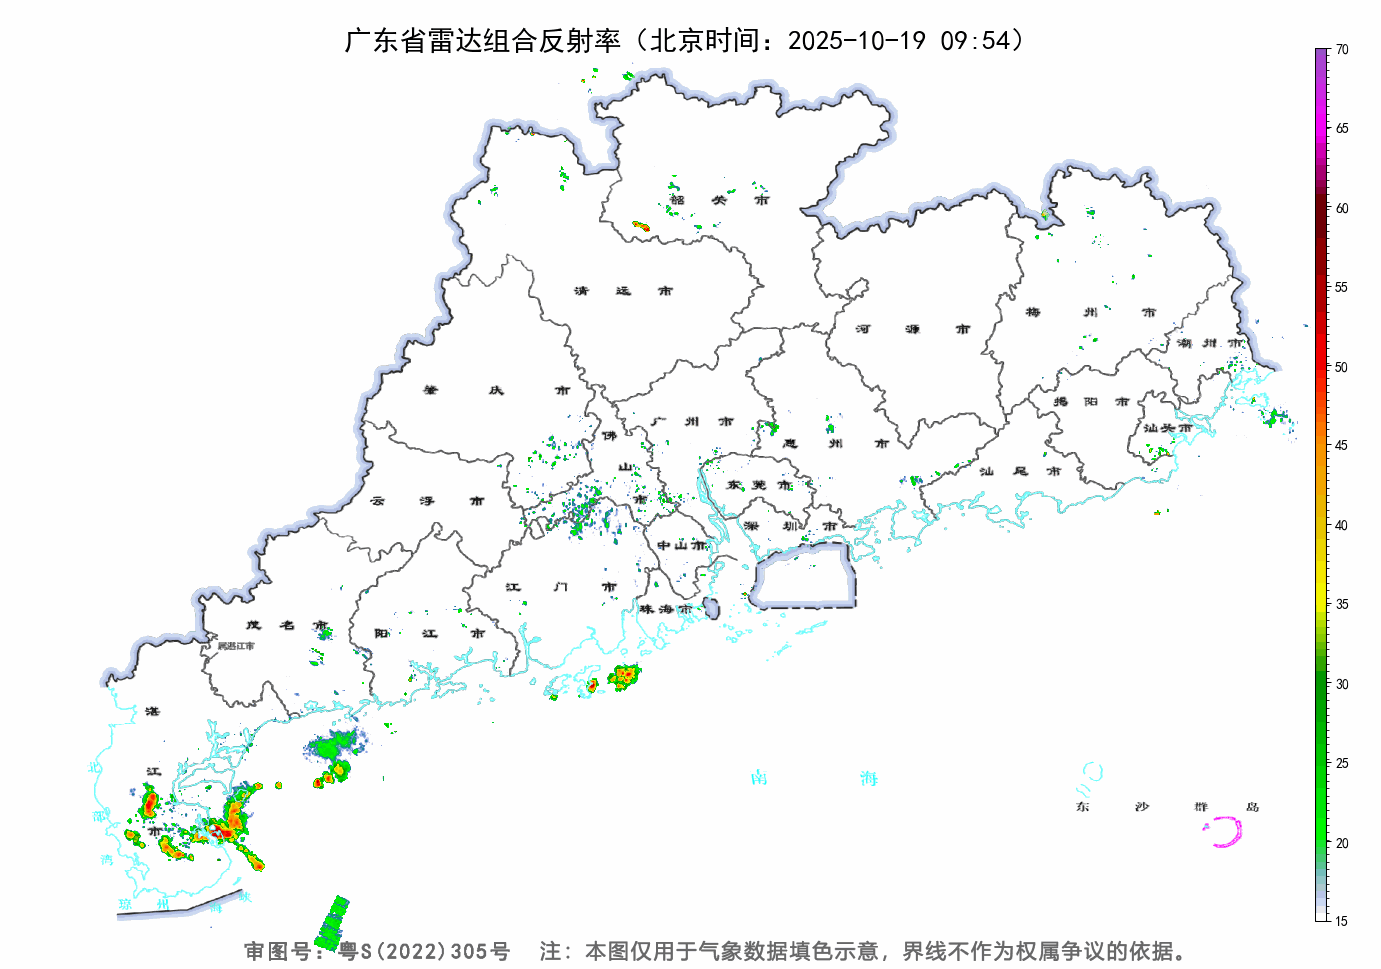 广东省雷达组合反射率（北京时间：2025-10-19 09:54）
70
65
60
55
50
45
40
35
30
25
20
15
韶 关 市
清 远 市
河 源 市
梅 州 市
潮 州 市
肇 庆 市
揭 阳 市
广 州 市
汕头市
佛
山
市
惠 州 市
汕 尾 市
东 莞 市
云 浮 市
深 圳 市
中山市
江 门 市
珠海市
茂 名 市
阳 江 市
属湛江市
湛
江
市
北
部
湾
琼 州 海 峡
南 海
东 沙 群 岛
审图号：粤S(2022)305号 注：本图仅用于气象数据填色示意，界线不作为权属争议的依据。